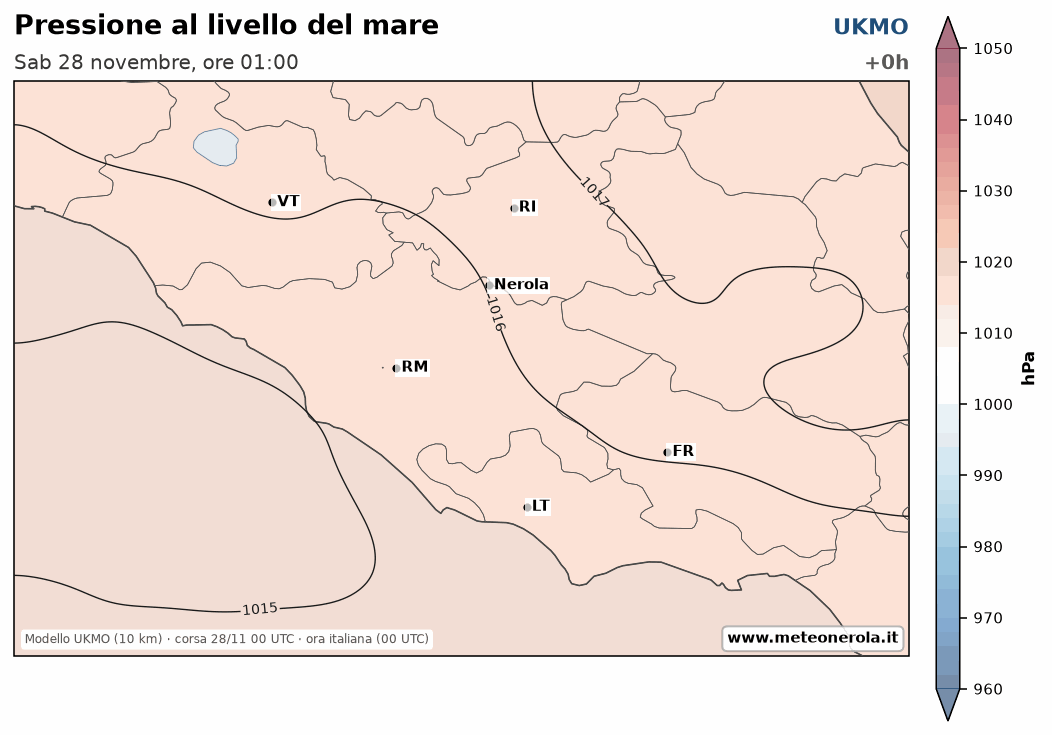 Pressione al livello del mare
UKMO
Sab 28 novembre, ore 01:00
+0h
1050
1040
1030
1020
1010
1000
990
980
970
960
hPa
1017
VT
RI
Nerola
1016
RM
FR
LT
1015
Modello UKMO (10 km) · corsa 28/11 00 UTC · ora italiana (00 UTC)
www.meteonerola.it